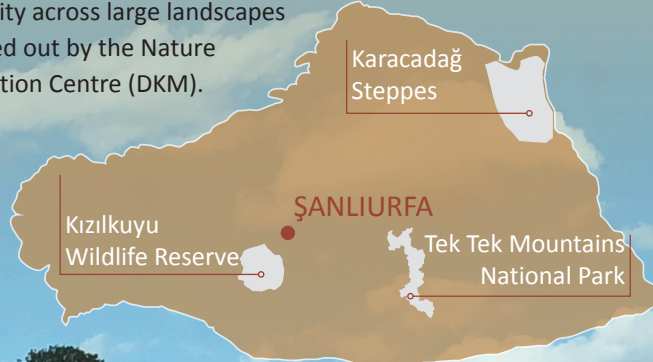 ity across large landscapes
ed out by the Nature
tion Centre (DKM).
Karacadağ
Steppes
ŞANLIURFA
Kızılkuyu
Wildlife Reserve
Tek Tek Mountains
National Park